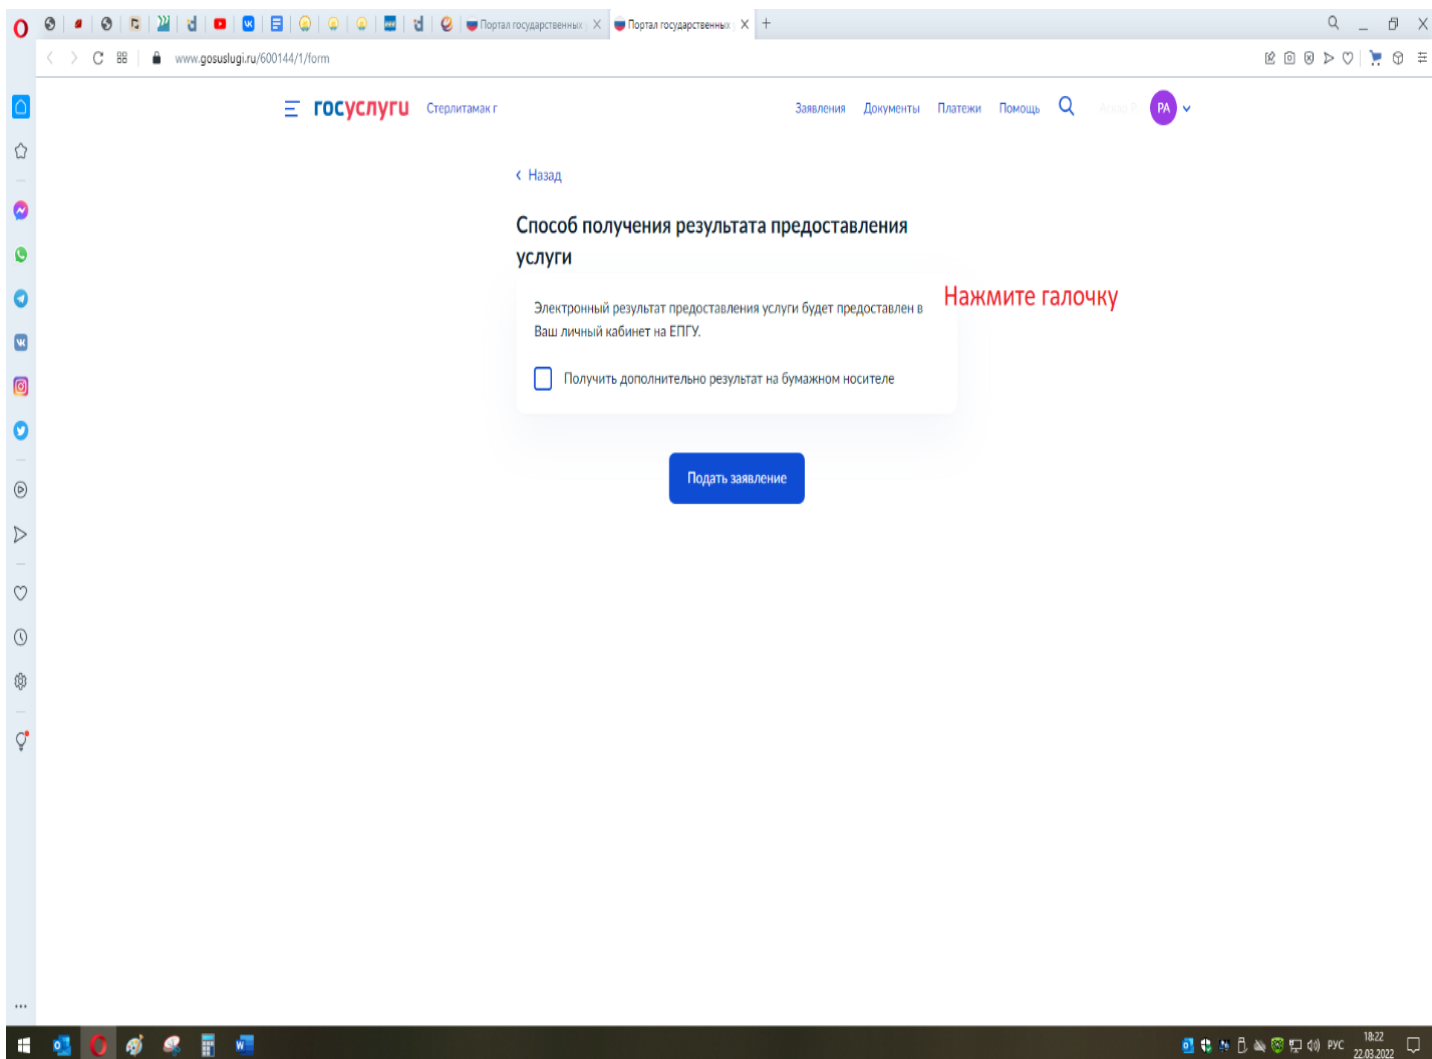 Портал государственных
Портал государственных
www.gosuslugi.ru/600144/1/form
госуслуги
Стерлитамак г
Заявления
Документы
Платежи
Помощь
РА
Назад
Способ получения результата предоставления
услуги
Электронный результат предоставления услуги будет предоставлен в
Ваш личный кабинет на ЕПГУ.
Нажмите галочку
Получить дополнительно результат на бумажном носителе
Подать заявление
РУС
18:22
22.03.2022